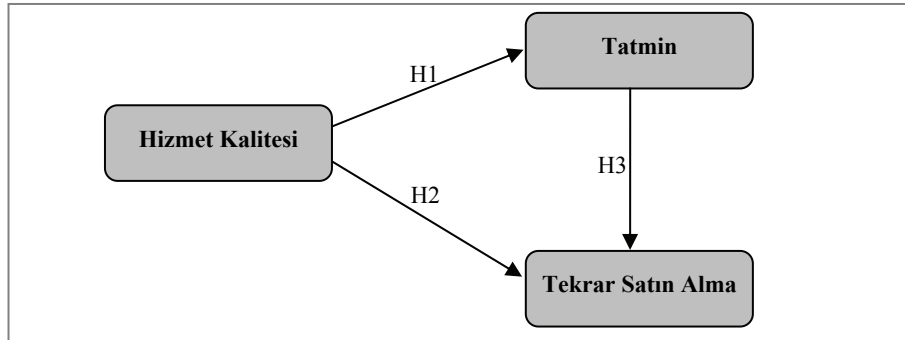 Tatmin
H1
Hizmet Kalitesi
H3
H2
Tekrar Satın Alma